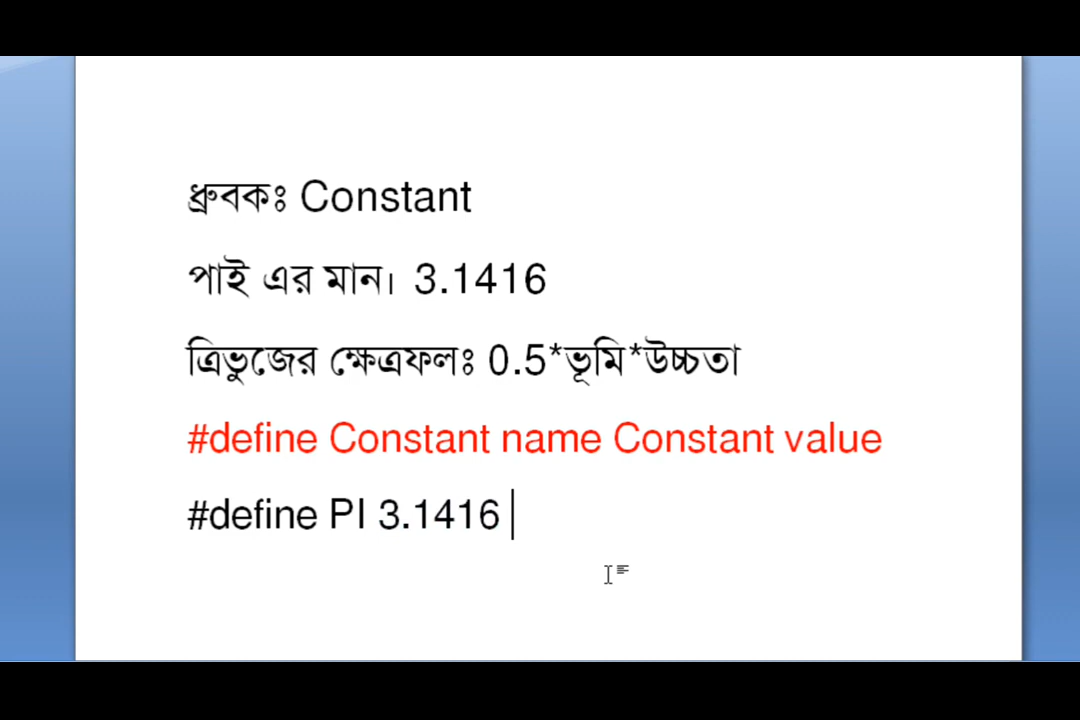 ধ্রুবকঃ Constant
পাই এর মান। 3.1416
ত্রিভুজের ক্ষেত্রফলঃ 0.5*ভূমি*উচ্চতা
#define Constant name Constant value
#define PI 3.1416